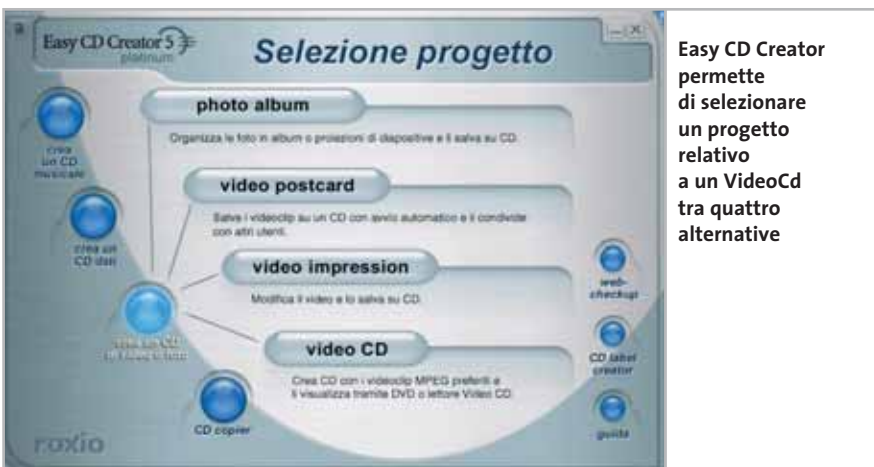 Easy CD Creator 5
platinum
Selezione progetto
photo album
Organizza le foto in album o proiezioni di diapositive e li salva su CD.
crea
un CD
musicale
video postcard
Salva i videoclip su un CD con avvio automatico e li condivide
con altri utenti.
crea un
CD dati
video impression
Modifica il video e lo salva su CD.
web-
checkup
crea un CD
video CD
Crea CD con i videoclip MPEG preferiti e
li visualizza tramite DVD o lettore Video CD.
CD label
creator
CD copier
guida
roxio
Easy CD Creator
permette
di selezionare
un progetto
relativo
a un VideoCd
tra quattro
alternative